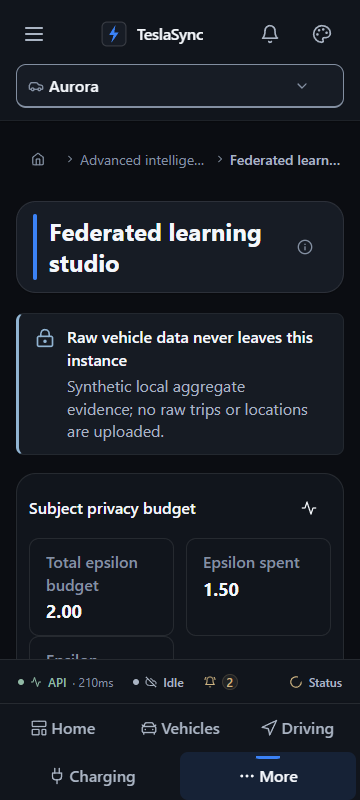 TeslaSync
Aurora
Advanced intellige... Federated learn...
Federated learning
studio
Raw vehicle data never leaves this
instance
Synthetic local aggregate
evidence; no raw trips or locations
are uploaded.
Subject privacy budget
Total epsilon
budget
2.00
Epsilon spent
1.50
Epsilon
API · 210ms Idle 2 Status
Home Vehicles Driving
Charging More